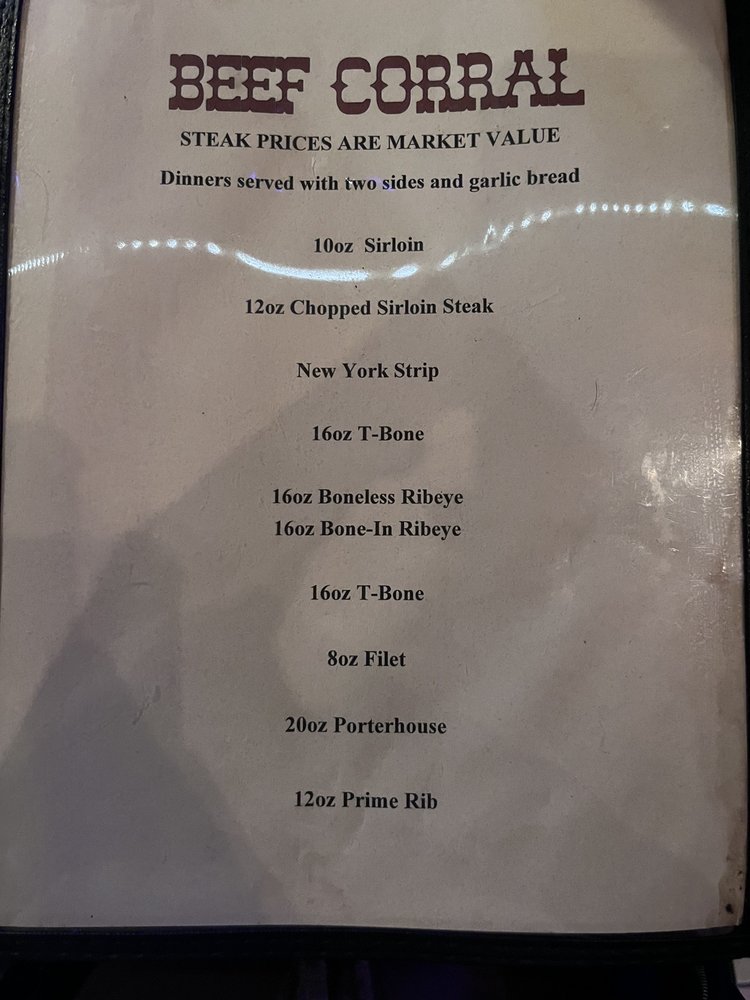 BEEF CORRAL
STEAK PRICES ARE MARKET VALUE
Dinners served with two sides and garlic bread
10oz Sirloin
12oz Chopped Sirloin Steak
New York Strip
16oz T-Bone
16oz Boneless Ribeye
16oz Bone-In Ribeye
16oz T-Bone
8oz Filet
20oz Porterhouse
12oz Prime Rib